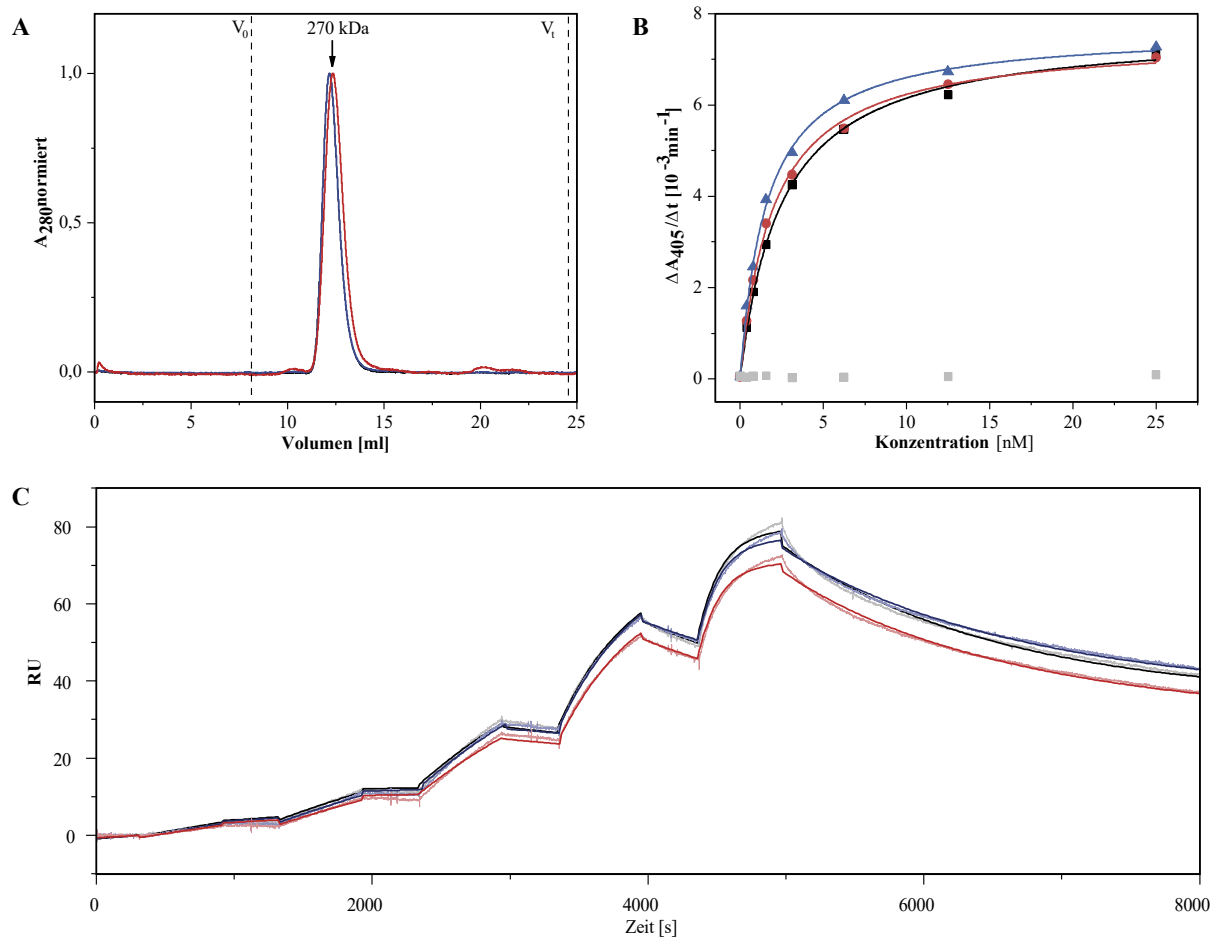 A
V0
270 kDa
Vt
1,0
0,5
0,0
A280normiert
0
5
10
15
20
25
Volumen [ml]
B
8
6
4
2
0
ΔA405/Δt [10-3min-1]
0
5
10
15
20
25
Konzentration [nM]
C
80
60
40
20
0
RU
0
2000
4000
6000
8000
Zeit [s]